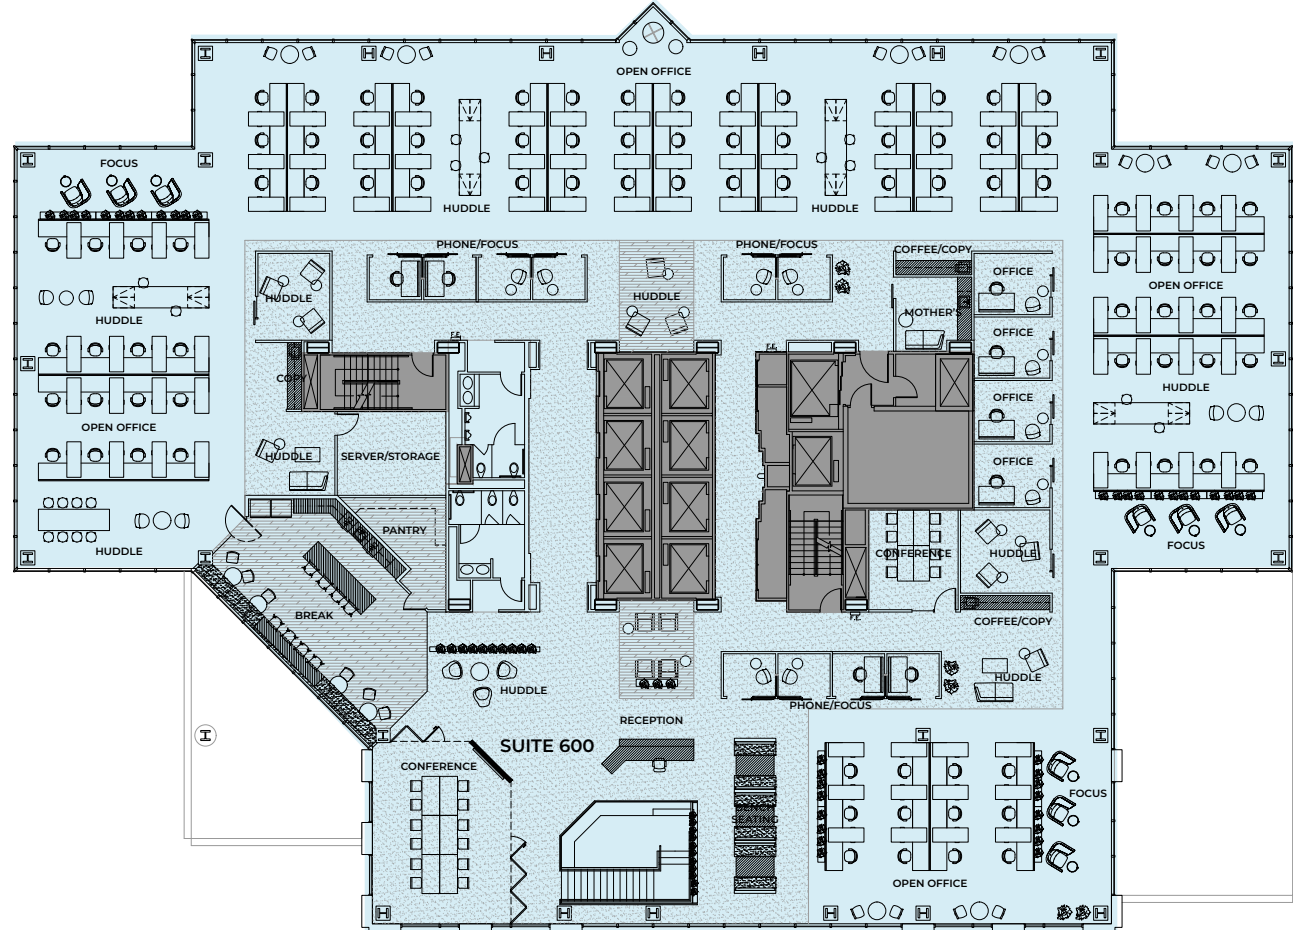 OPEN OFFICE
FOCUS
HUDDLE
HUDDLE
PHONE/FOCUS
PHONE/FOCUS
COFFEE/COPY
OFFICE
OPEN OFFICE
HUDDLE
HUDDLE
HUDDLE
MOTHER'S
OFFICE
F.E.
F.E.
COPY
HUDDLE
OFFICE
OPEN OFFICE
HUDDLE
SERVER/STORAGE
OFFICE
PANTRY
HUDDLE
CONFERENCE
HUDDLE
FOCUS
BREAK
F.E.
COFFEE/COPY
HUDDLE
HUDDLE
PHONE/FOCUS
RECEPTION
SUITE 600
CONFERENCE
FOCUS
SEATING
OPEN OFFICE